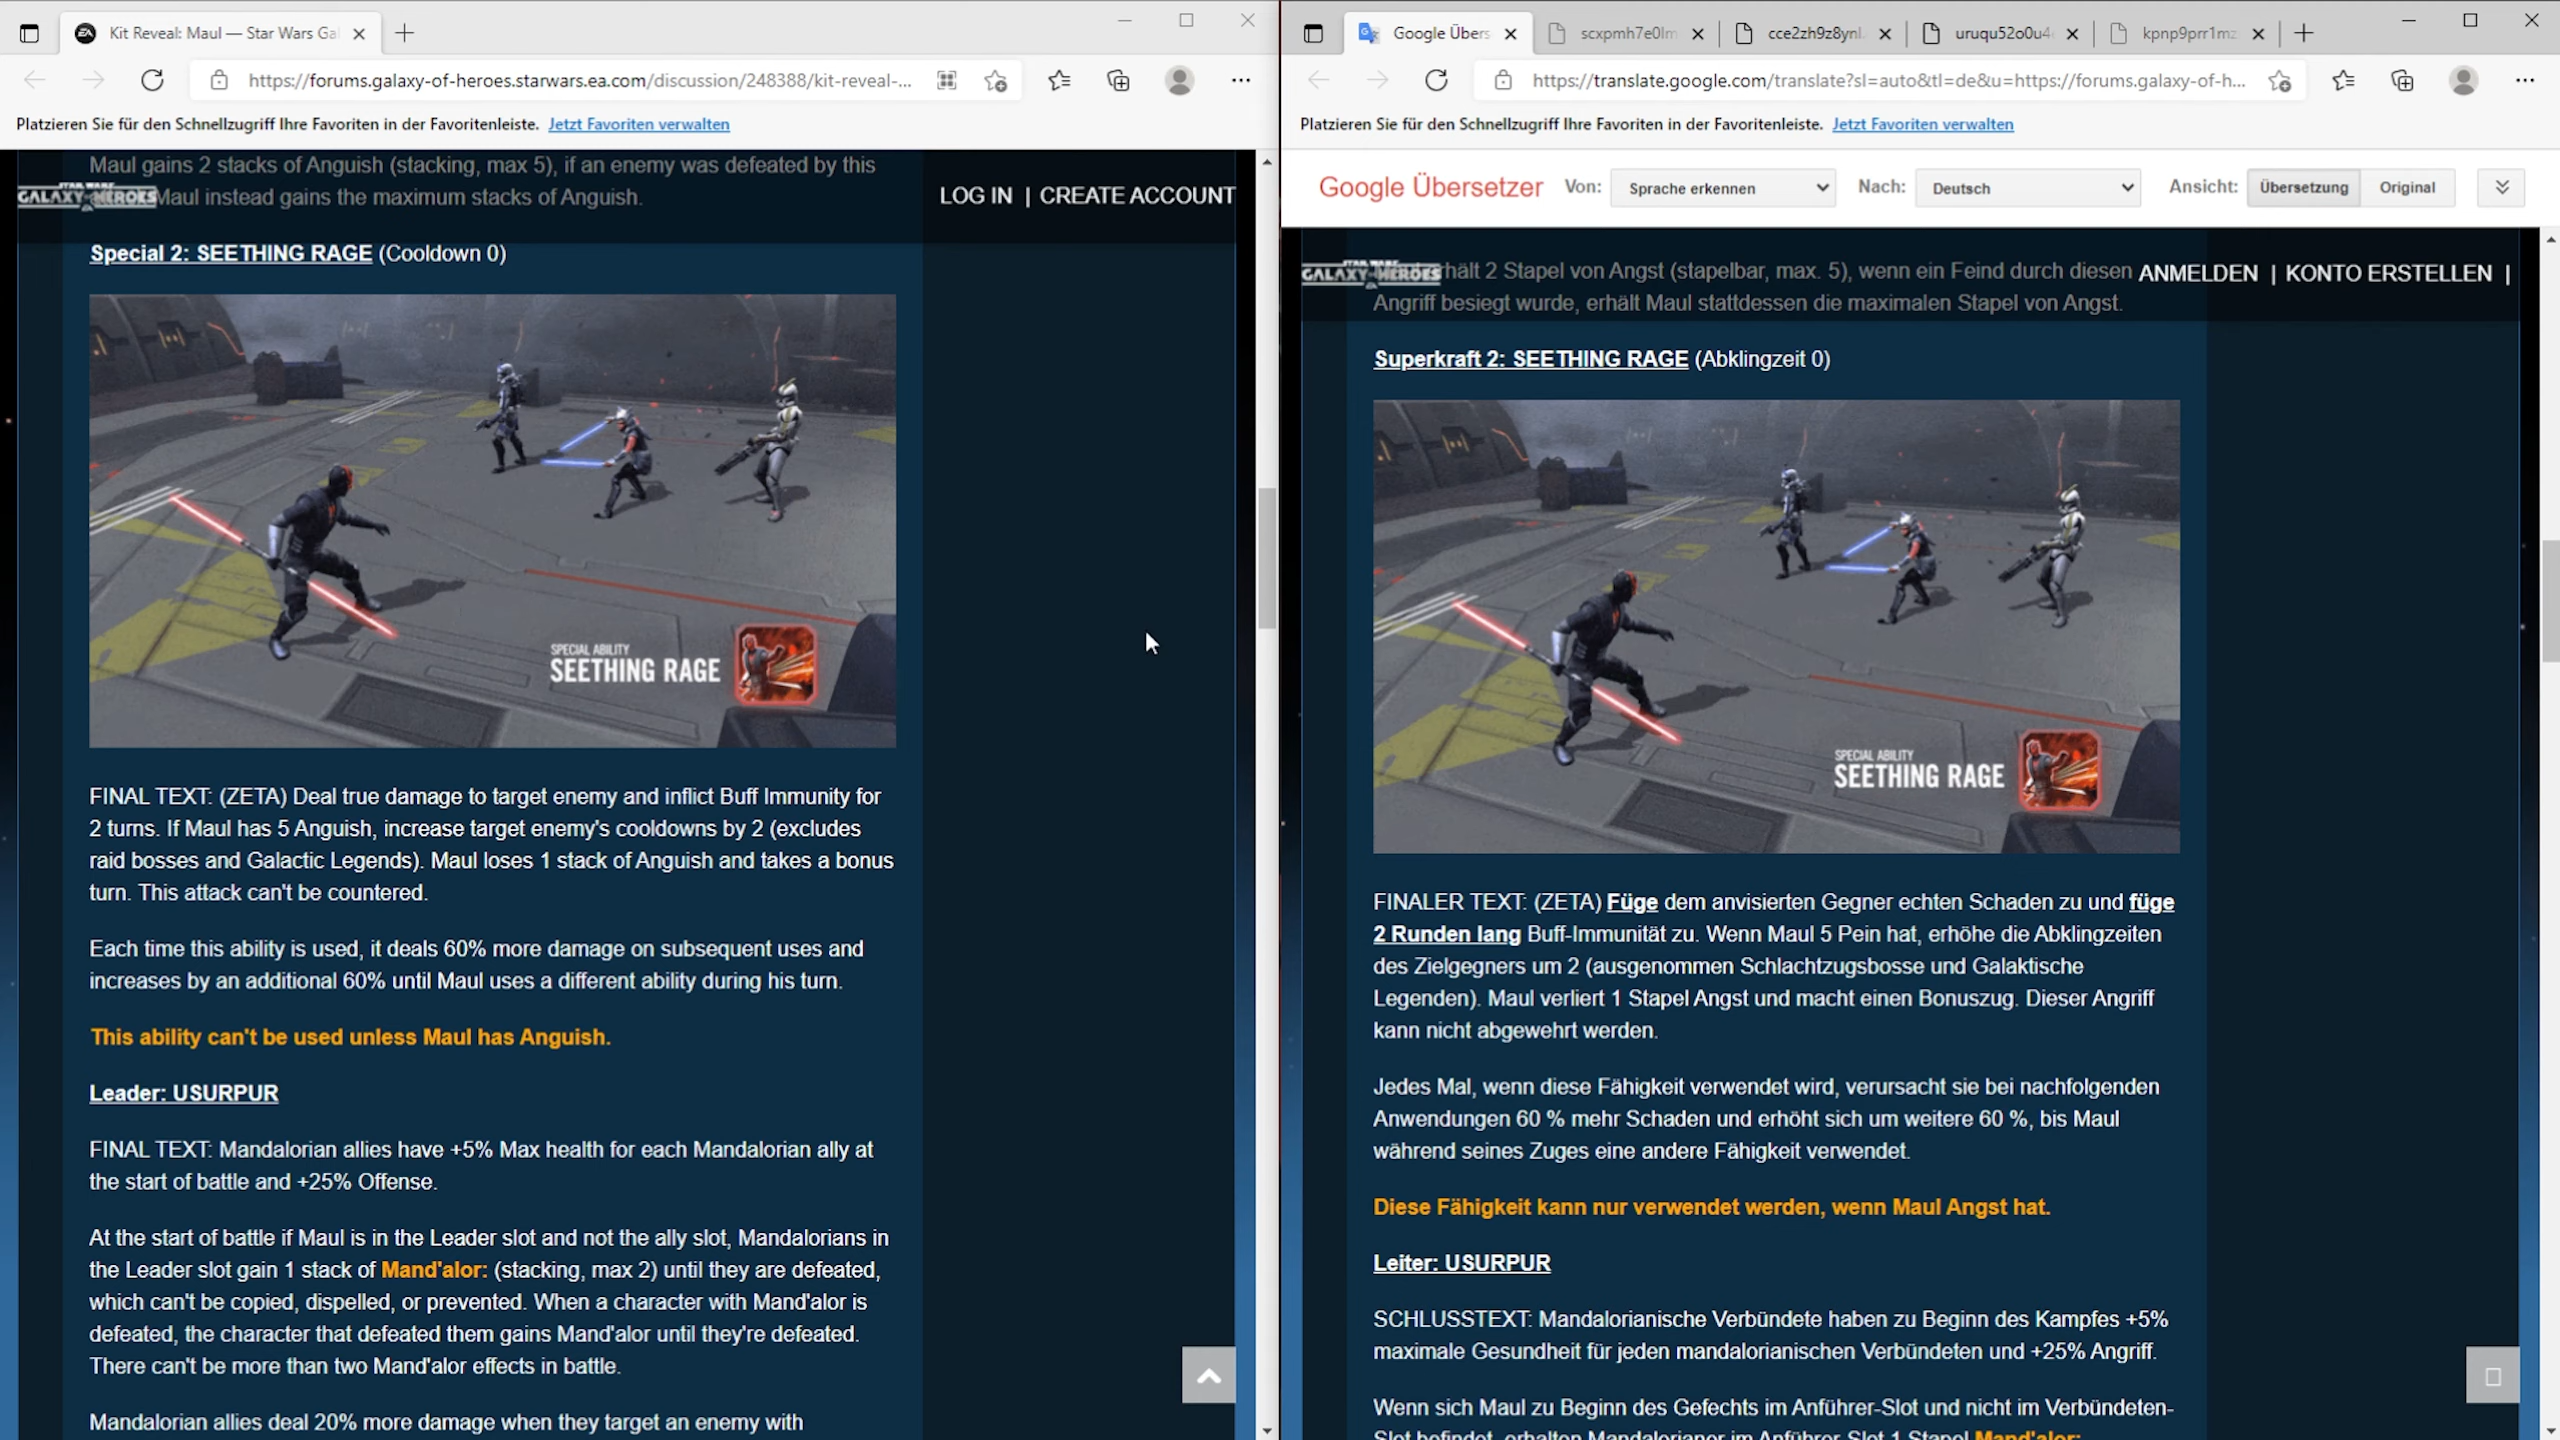 Kit Reveal: Maul — Star Wars Gal
https://forums.galaxy-of-heroes.starwars.ea.com/discussion/248388/kit-reveal-...
Platzieren Sie für den Schnellzugriff Ihre Favoriten in der Favoritenleiste. Jetzt Favoriten verwalten
Maul gains 2 stacks of Anguish (stacking, max 5), if an enemy was defeated by this
Maul instead gains the maximum stacks of Anguish.
STAR WARS
GALAXY HEROES
LOG IN | CREATE ACCOUNT
Special 2: SEETHING RAGE (Cooldown 0)
SPECIAL ABILITY
SEETHING RAGE
FINAL TEXT: (ZETA) Deal true damage to target enemy and inflict Buff Immunity for
2 turns. If Maul has 5 Anguish, increase target enemy's cooldowns by 2 (excludes
raid bosses and Galactic Legends). Maul loses 1 stack of Anguish and takes a bonus
turn. This attack can't be countered.
Each time this ability is used, it deals 60% more damage on subsequent uses and
increases by an additional 60% until Maul uses a different ability during his turn.
This ability can't be used unless Maul has Anguish.
Leader: USURPUR
FINAL TEXT: Mandalorian allies have +5% Max health for each Mandalorian ally at
the start of battle and +25% Offense.
At the start of battle if Maul is in the Leader slot and not the ally slot, Mandalorians in
the Leader slot gain 1 stack of Mand'alor: (stacking, max 2) until they are defeated,
which can't be copied, dispelled, or prevented. When a character with Mand'alor is
defeated, the character that defeated them gains Mand'alor until they're defeated.
There can't be more than two Mand'alor effects in battle.
Mandalorian allies deal 20% more damage when they target an enemy with
Google Übers
scxpmh7e0lm
cce2zh9z8ynl.
uruqu52o0u4
kpnp9prr1mz
https://translate.google.com/translate?sl=auto&tl=de&u=https://forums.galaxy-of-h...
Platzieren Sie für den Schnellzugriff Ihre Favoriten in der Favoritenleiste. Jetzt Favoriten verwalten
Google Übersetzer Von: Sprache erkennen Nach: Deutsch Ansicht: Übersetzung Original
STAR WARS
GALAXY HEROES
erhält 2 Stapel von Angst (stapelbar, max. 5), wenn ein Feind durch diesen
ANMELDEN | KONTO ERSTELLEN |
Angriff besiegt wurde, erhält Maul stattdessen die maximalen Stapel von Angst.
Superkraft 2: SEETHING RAGE (Abklingzeit 0)
SPECIAL ABILITY
SEETHING RAGE
FINALER TEXT: (ZETA) Füge dem anvisierten Gegner echten Schaden zu und füge
2 Runden lang Buff-Immunität zu. Wenn Maul 5 Pein hat, erhöhe die Abklingzeiten
des Zielgegners um 2 (ausgenommen Schlachtzugsbosse und Galaktische
Legenden). Maul verliert 1 Stapel Angst und macht einen Bonuszug. Dieser Angriff
kann nicht abgewehrt werden.
Jedes Mal, wenn diese Fähigkeit verwendet wird, verursacht sie bei nachfolgenden
Anwendungen 60 % mehr Schaden und erhöht sich um weitere 60 %, bis Maul
während seines Zuges eine andere Fähigkeit verwendet.
Diese Fähigkeit kann nur verwendet werden, wenn Maul Angst hat.
Leiter: USURPUR
SCHLUSSTEXT: Mandalorianische Verbündete haben zu Beginn des Kampfes +5%
maximale Gesundheit für jeden mandalorianischen Verbündeten und +25% Angriff.
Wenn sich Maul zu Beginn des Gefechts im Anführer-Slot und nicht im Verbündeten-
Slot befindet, erhalten Mandalorianer im Anführer-Slot 1 Stapel Mand'alor: